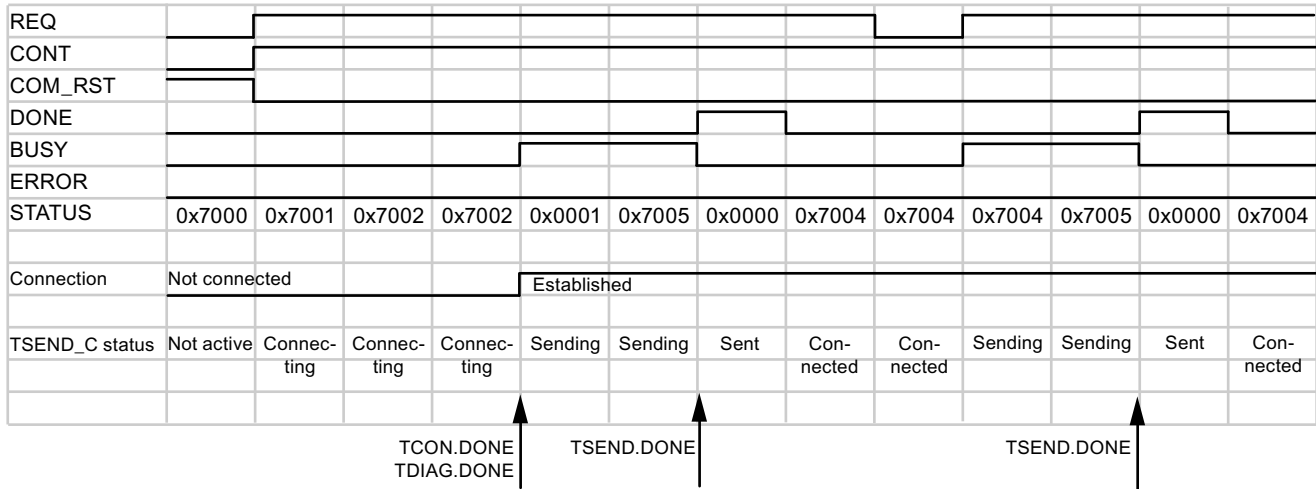 REQ
CONT
COM_RST
DONE
BUSY
ERROR
STATUS 0x7000 0x7001 0x7002 0x7002 0x0001 0x7005 0x0000 0x7004 0x7004 0x7004 0x7005 0x0000 0x7004
Connection Not connected Established
TSEND_C status Not active Connec- Connec- Connec- Sending Sending Sent Con- Con- Sending Sending Sent Con-
ting ting ting nected nected nected
TCON.DONE TSEND.DONE TSEND.DONE
TDIAG.DONE